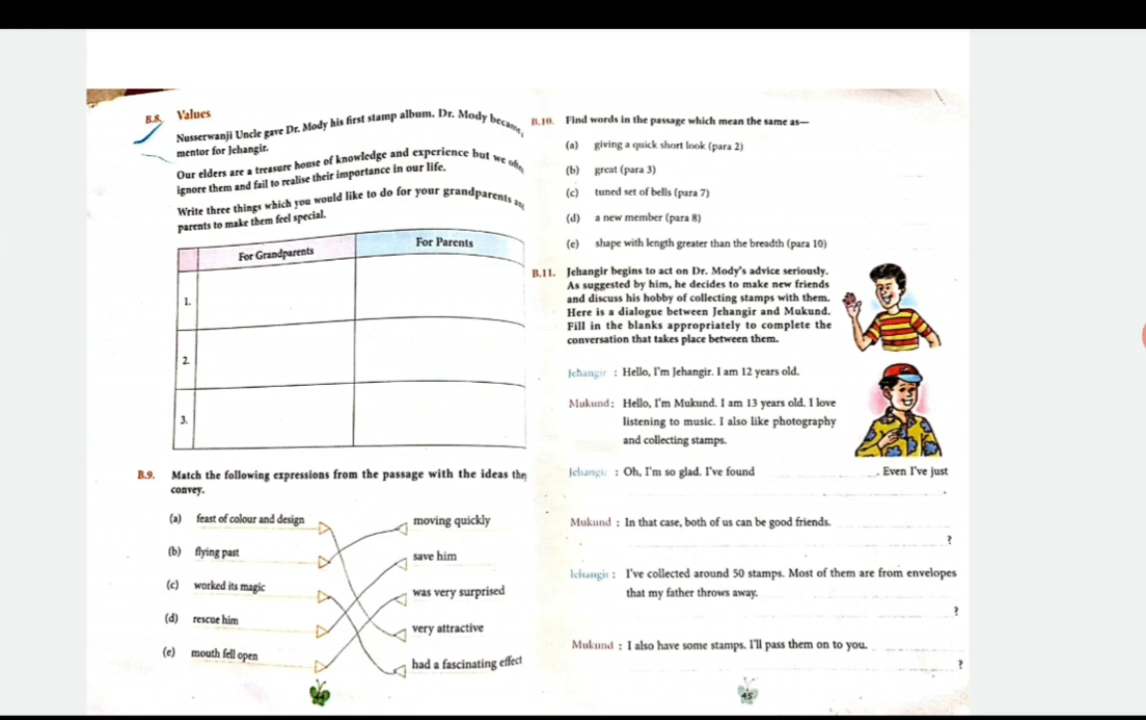 B.8. Values
Nusserwanji Uncle gave Dr. Mody his first stamp album. Dr. Mody became
mentor for Jehangir.
Our elders are a treasure house of knowledge and experience but we often
ignore them and fail to realise their importance in our life.
Write three things which you would like to do for your grandparents and
parents to make them feel special.
For Grandparents For Parents
1.
2.
3.
B.9. Match the following expressions from the passage with the ideas they
convey.
(a) feast of colour and design
moving quickly
(b) flying past
save him
(c) worked its magic
was very surprised
(d) rescue him
very attractive
(e) mouth fell open
had a fascinating effect
B.10. Find words in the passage which mean the same as—
(a) giving a quick short look (para 2)
(b) great (para 3)
(c) tuned set of bells (para 7)
(d) a new member (para 8)
(e) shape with length greater than the breadth (para 10)
B.11. Jehangir begins to act on Dr. Mody's advice seriously.
As suggested by him, he decides to make new friends
and discuss his hobby of collecting stamps with them.
Here is a dialogue between Jehangir and Mukund.
Fill in the blanks appropriately to complete the
conversation that takes place between them.
Jehangir : Hello, I'm Jehangir. I am 12 years old.
Mukund : Hello, I'm Mukund. I am 13 years old. I love
listening to music. I also like photography
and collecting stamps.
Jehangir : Oh, I'm so glad. I've found ____. Even I've just
____.
Mukund : In that case, both of us can be good friends. ____
____?
Jehangir : I've collected around 50 stamps. Most of them are from envelopes
that my father throws away. ____
____?
Mukund : I also have some stamps. I'll pass them on to you. ____
____?
45